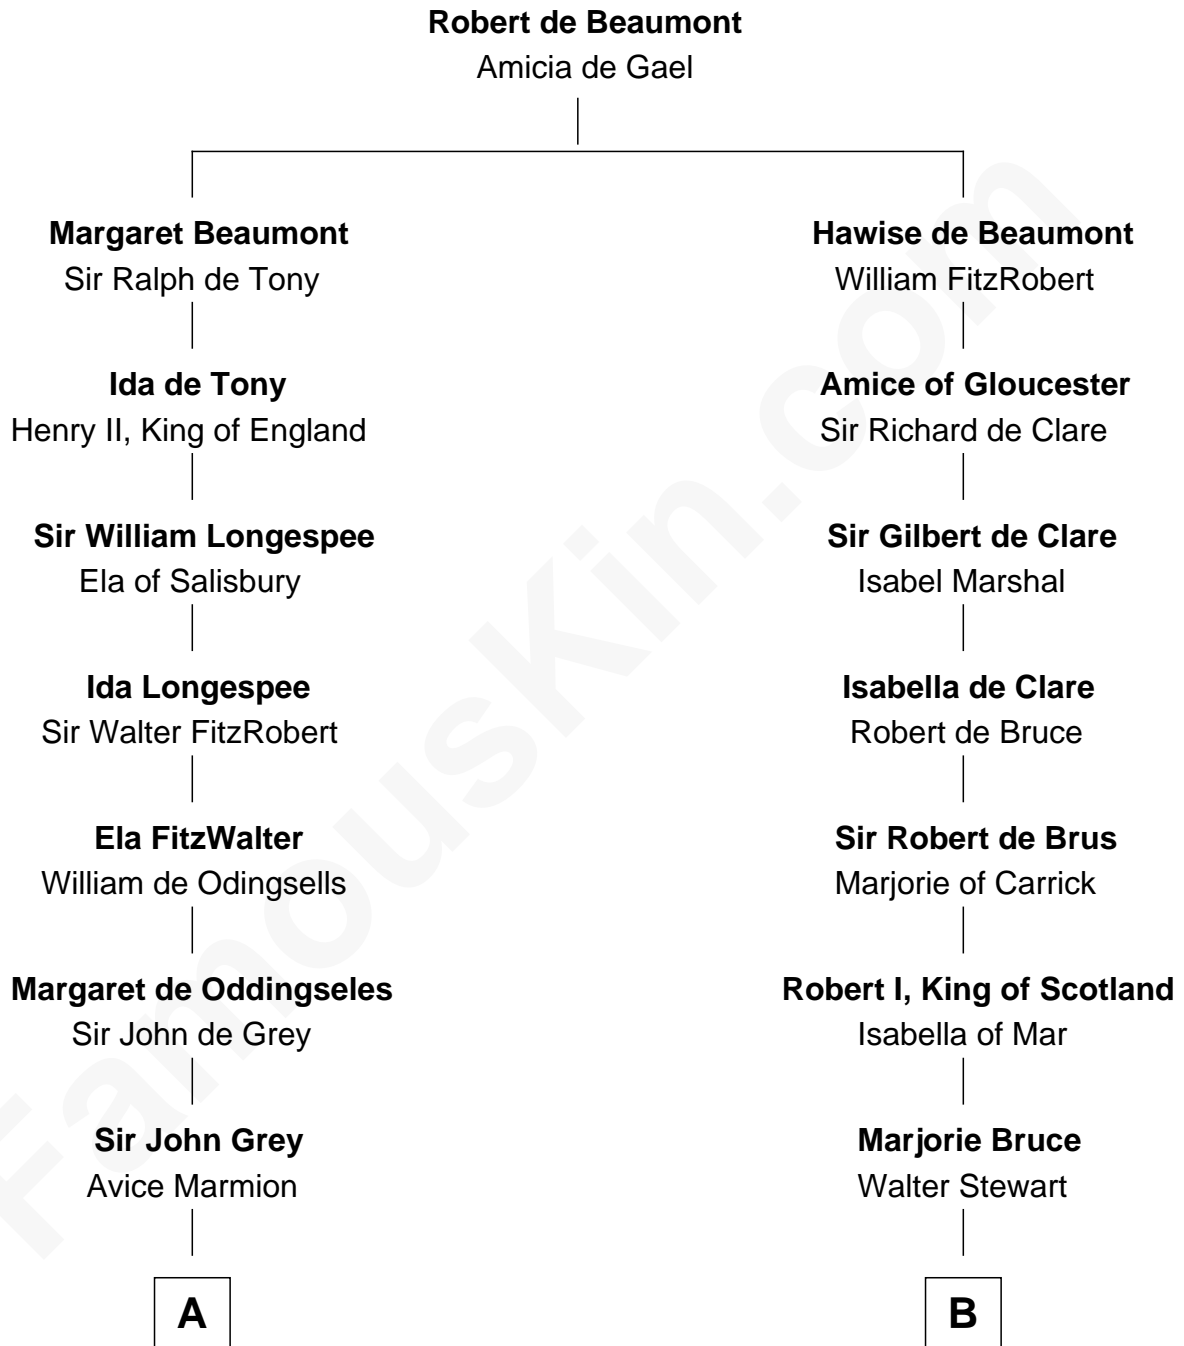 Robert de Beaumont
Amicia de Gael
Margaret Beaumont
Sir Ralph de Tony
Hawise de Beaumont
William FitzRobert
Ida de Tony
Henry II, King of England
Amice of Gloucester
Sir Richard de Clare
Sir William Longespee
Ela of Salisbury
Sir Gilbert de Clare
Isabel Marshal
Ida Longespee
Sir Walter FitzRobert
Isabella de Clare
Robert de Bruce
Ela FitzWalter
William de Odingsells
Sir Robert de Brus
Marjorie of Carrick
Margaret de Oddingseles
Sir John de Grey
Robert I, King of Scotland
Isabella of Mar
Sir John Grey
Avice Marmion
Marjorie Bruce
Walter Stewart
A
B
FamousKin.com